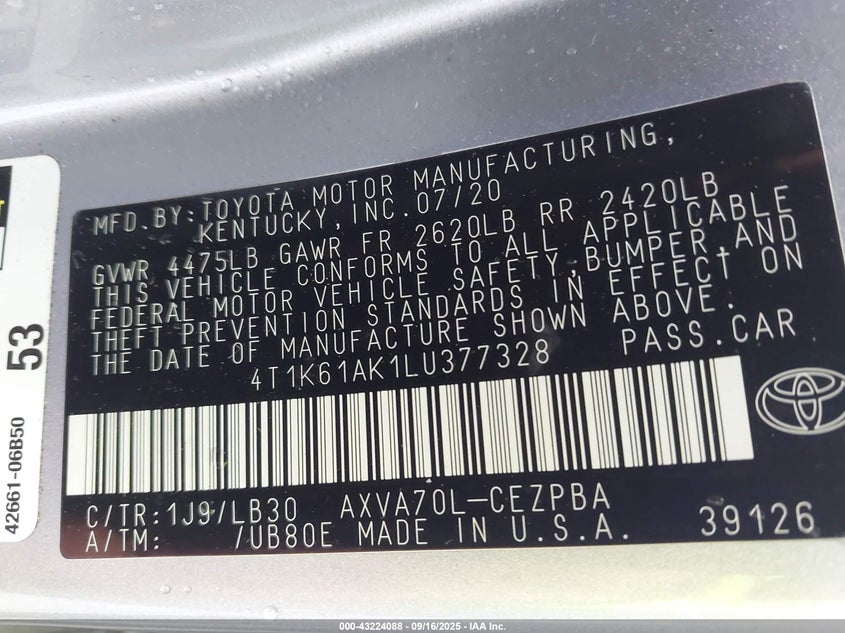 MFD.BY:TOYOTA MOTOR MANUFACTURING,
KENTUCKY,INC.07/20
GVWR 4475LB GAWR FR 2620LB RR 2420LB
THIS VEHICLE CONFORMS TO ALL APPLICABLE
FEDERAL MOTOR VEHICLE SAFETY,BUMPER,AND
THEFT PREVENTION STANDARDS IN EFFECT ON
THE DATE OF MANUFACTURE SHOWN ABOVE.
4T1K61AK1LU377328 PASS.CAR
C/TR:1J9/LB30 AXVA70L-CEZPBA
A/TM: /UB80E MADE IN U.S.A. 39126
42661-06B50
53
000-43224088 - 09/16/2025 - IAA Inc.